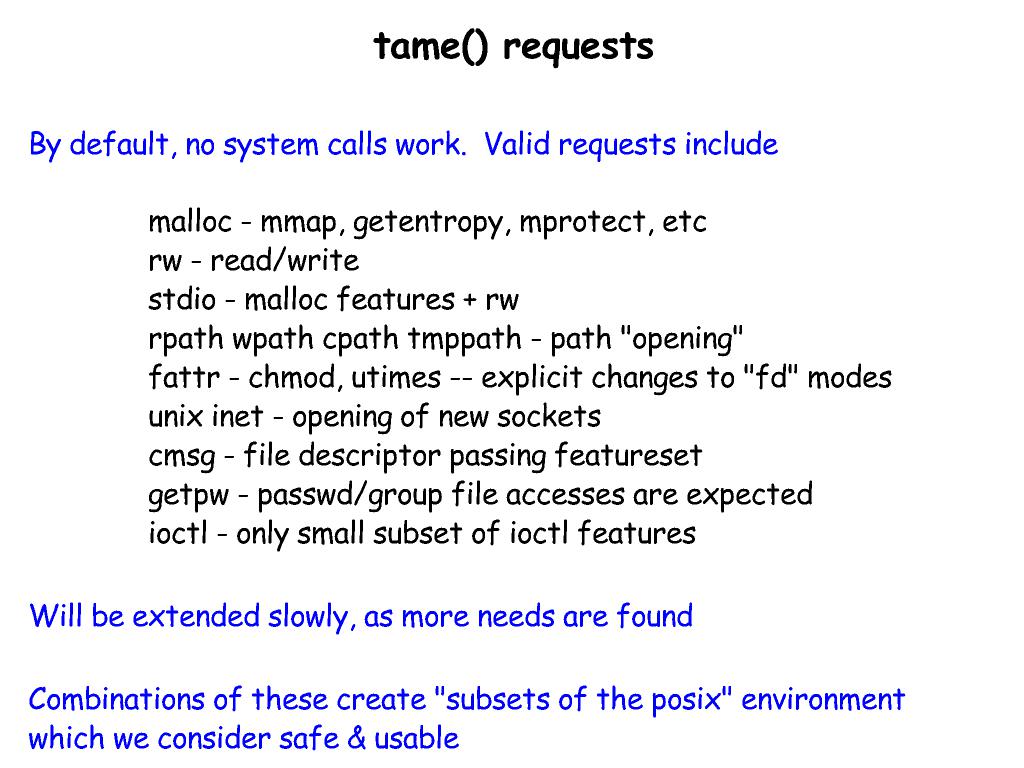 tame() requests
By default, no system calls work.  Valid requests include
malloc - mmap, getentropy, mprotect, etc
rw - read/write
stdio - malloc features + rw
rpath wpath cpath tmppath - path "opening"
fattr - chmod, utimes -- explicit changes to "fd" modes
unix inet - opening of new sockets
cmsg - file descriptor passing featureset
getpw - passwd/group file accesses are expected
ioctl - only small subset of ioctl features
Will be extended slowly, as more needs are found
Combinations of these create "subsets of the posix" environment
which we consider safe & usable